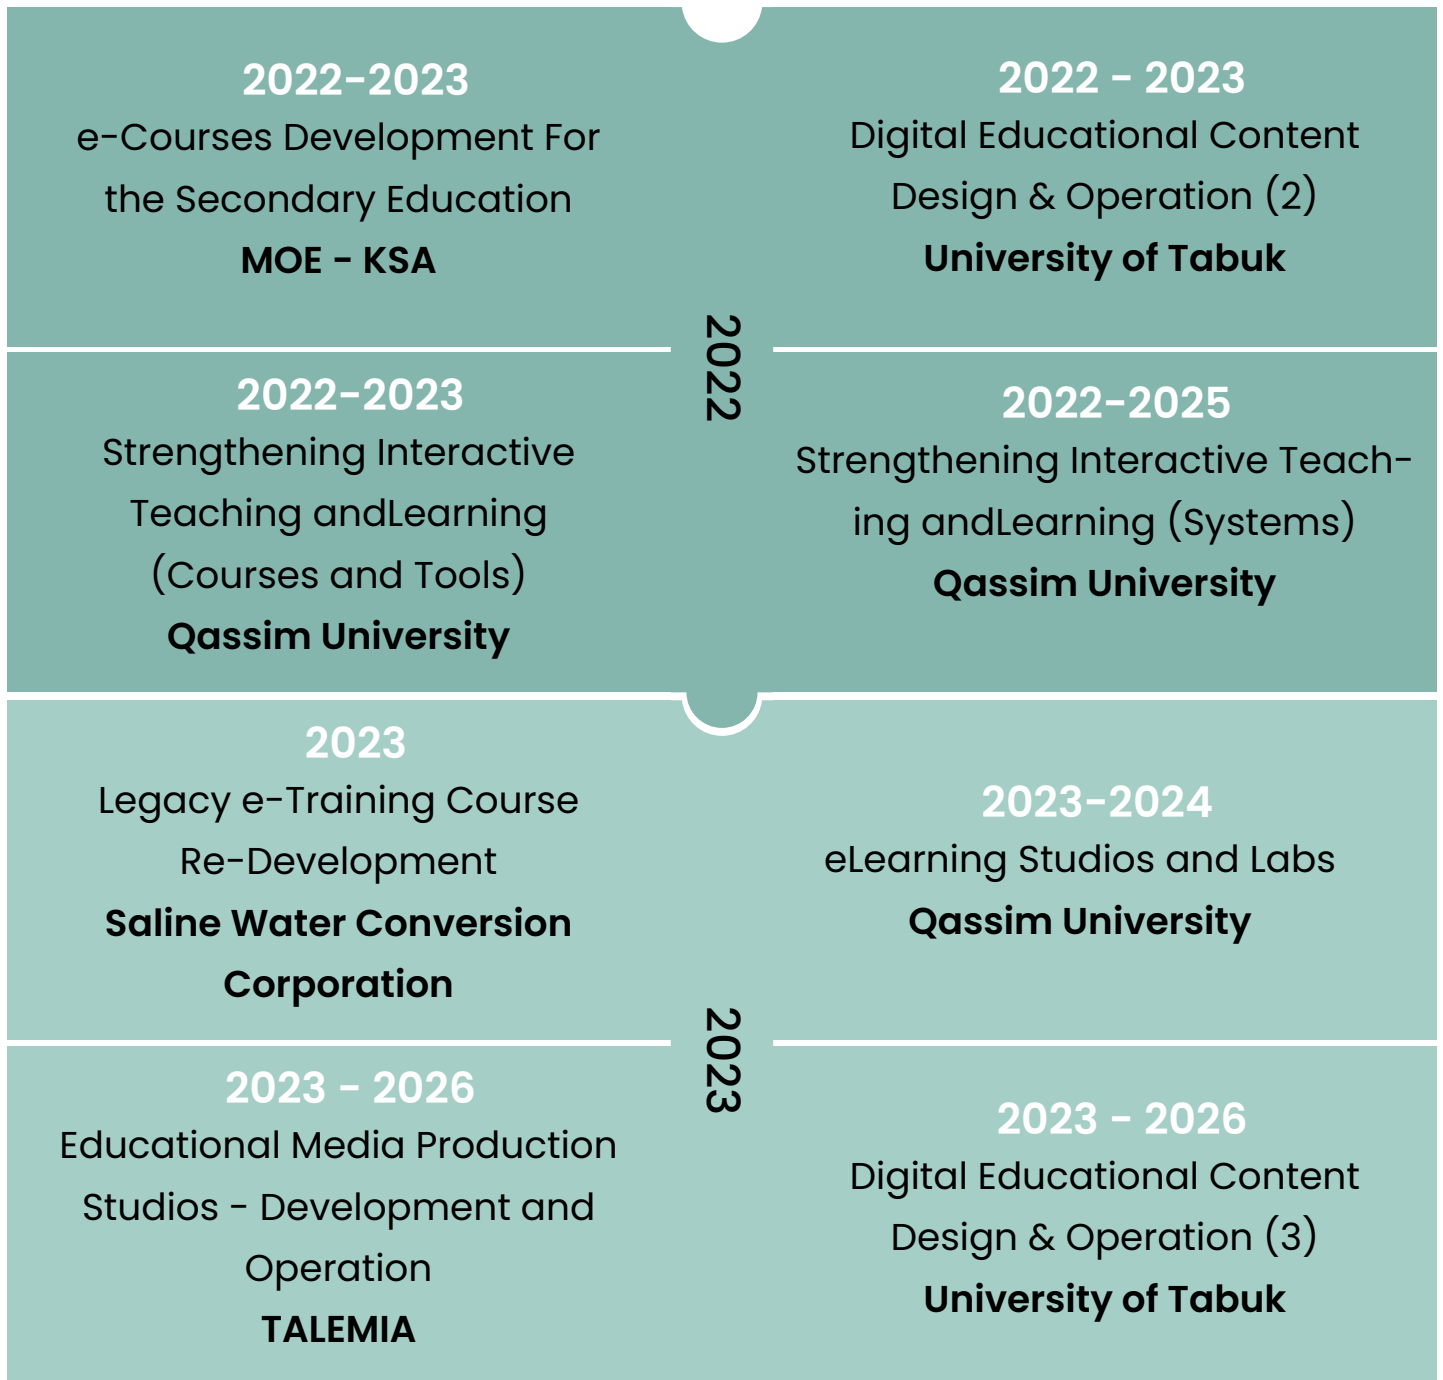 2022-2023
e-Courses Development For
the Secondary Education
MOE - KSA
2022 - 2023
Digital Educational Content
Design & Operation (2)
University of Tabuk
2022
2022-2023
Strengthening Interactive
Teaching andLearning
(Courses and Tools)
Qassim University
2022-2025
Strengthening Interactive Teach-
ing andLearning (Systems)
Qassim University
2023
Legacy e-Training Course
Re-Development
Saline Water Conversion
Corporation
2023-2024
eLearning Studios and Labs
Qassim University
2023
2023 - 2026
Educational Media Production
Studios - Development and
Operation
TALEMIA
2023 - 2026
Digital Educational Content
Design & Operation (3)
University of Tabuk